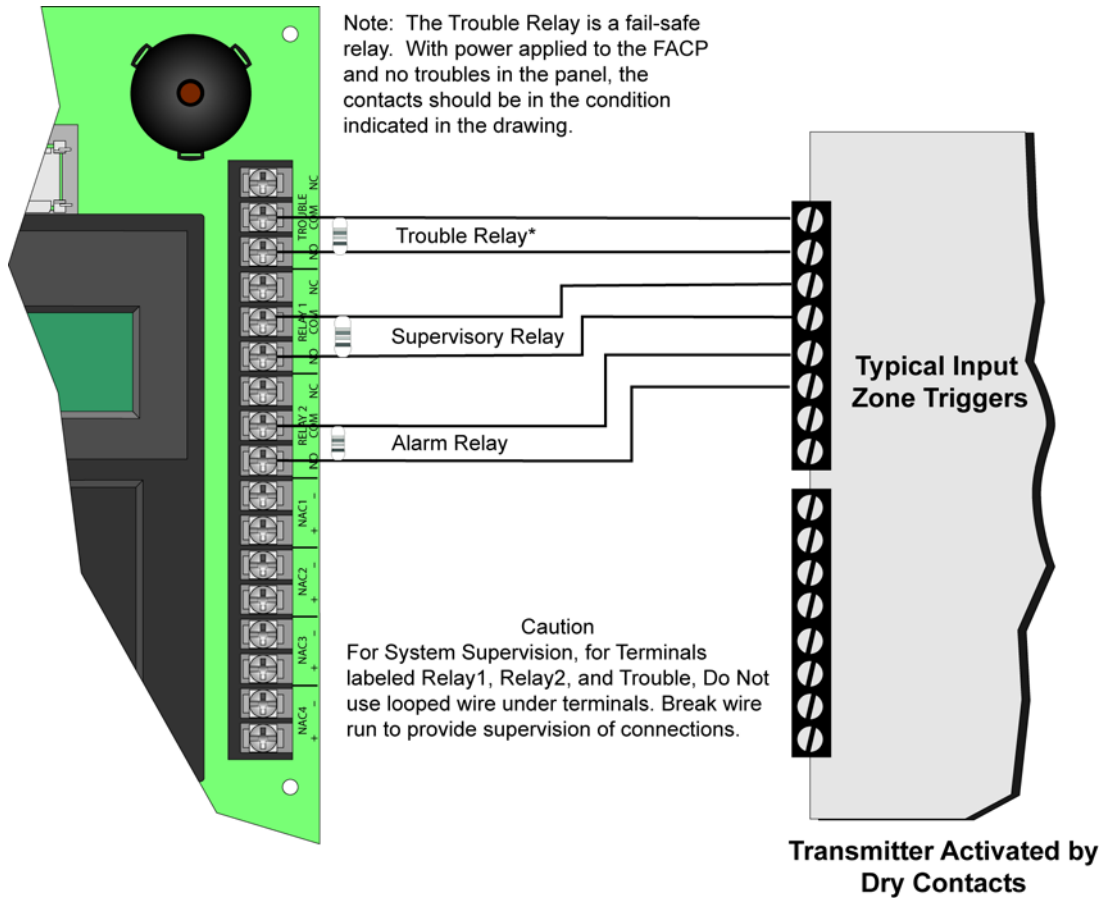 Note: The Trouble Relay is a fail-safe
relay. With power applied to the FACP
and no troubles in the panel, the
contacts should be in the condition
indicated in the drawing.
NC
TROUBLE
COM
NO
Trouble Relay*
NC
RELAY 1
COM
NO
Supervisory Relay
NC
RELAY 2
COM
NO
Alarm Relay
Typical Input
Zone Triggers
-
NAC1
+
-
NAC2
+
-
NAC3
+
-
NAC4
+
Caution
For System Supervision, for Terminals
labeled Relay1, Relay2, and Trouble, Do Not
use looped wire under terminals. Break wire
run to provide supervision of connections.
Transmitter Activated by
Dry Contacts